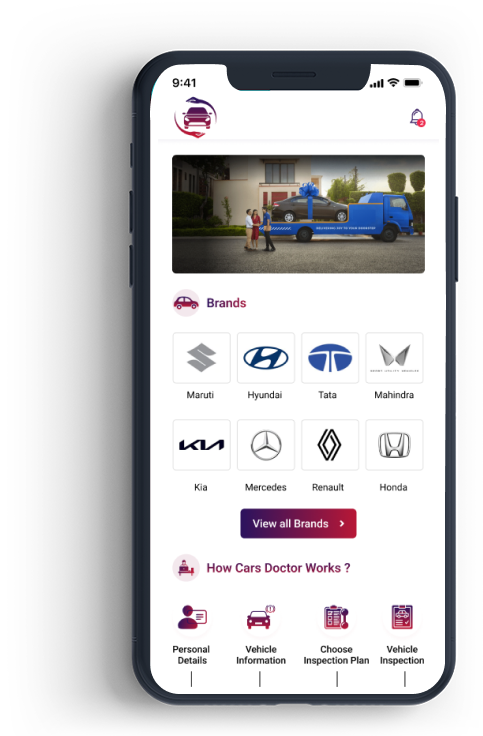 9:41
2
DELIVERING JOY TO YOUR DOORSTEP
Brands
Maruti Hyundai Tata Mahindra
KIA
Kia Mercedes Renault Honda
View all Brands >
How Cars Doctor Works ?
Personal Details
Vehicle Information
Choose Inspection Plan
Vehicle Inspection